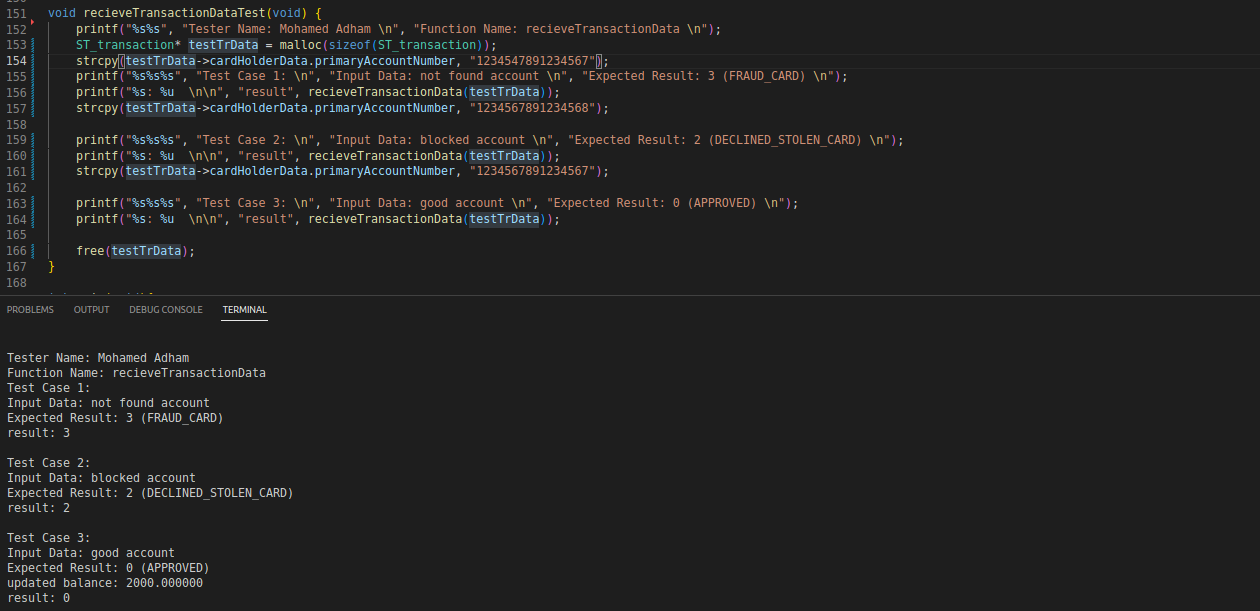 151 void recieveTransactionDataTest(void) {
152 printf("%s%s", "Tester Name: Mohamed Adham \n", "Function Name: recieveTransactionData \n");
153 ST_transaction* testTrData = malloc(sizeof(ST_transaction));
154 strcpy(testTrData->cardHolderData.primaryAccountNumber, "1234547891234567");
155 printf("%s%s%s", "Test Case 1: \n", "Input Data: not found account \n", "Expected Result: 3 (FRAUD_CARD) \n");
156 printf("%s: %u  \n\n", "result", recieveTransactionData(testTrData));
157 strcpy(testTrData->cardHolderData.primaryAccountNumber, "1234567891234568");
158
159 printf("%s%s%s", "Test Case 2: \n", "Input Data: blocked account \n", "Expected Result: 2 (DECLINED_STOLEN_CARD) \n");
160 printf("%s: %u  \n\n", "result", recieveTransactionData(testTrData));
161 strcpy(testTrData->cardHolderData.primaryAccountNumber, "1234567891234567");
162
163 printf("%s%s%s", "Test Case 3: \n", "Input Data: good account \n", "Expected Result: 0 (APPROVED) \n");
164 printf("%s: %u  \n\n", "result", recieveTransactionData(testTrData));
165
166 free(testTrData);
167 }
168
PROBLEMS OUTPUT DEBUG CONSOLE TERMINAL
Tester Name: Mohamed Adham
Function Name: recieveTransactionData
Test Case 1:
Input Data: not found account
Expected Result: 3 (FRAUD_CARD)
result: 3
Test Case 2:
Input Data: blocked account
Expected Result: 2 (DECLINED_STOLEN_CARD)
result: 2
Test Case 3:
Input Data: good account
Expected Result: 0 (APPROVED)
updated balance: 2000.000000
result: 0